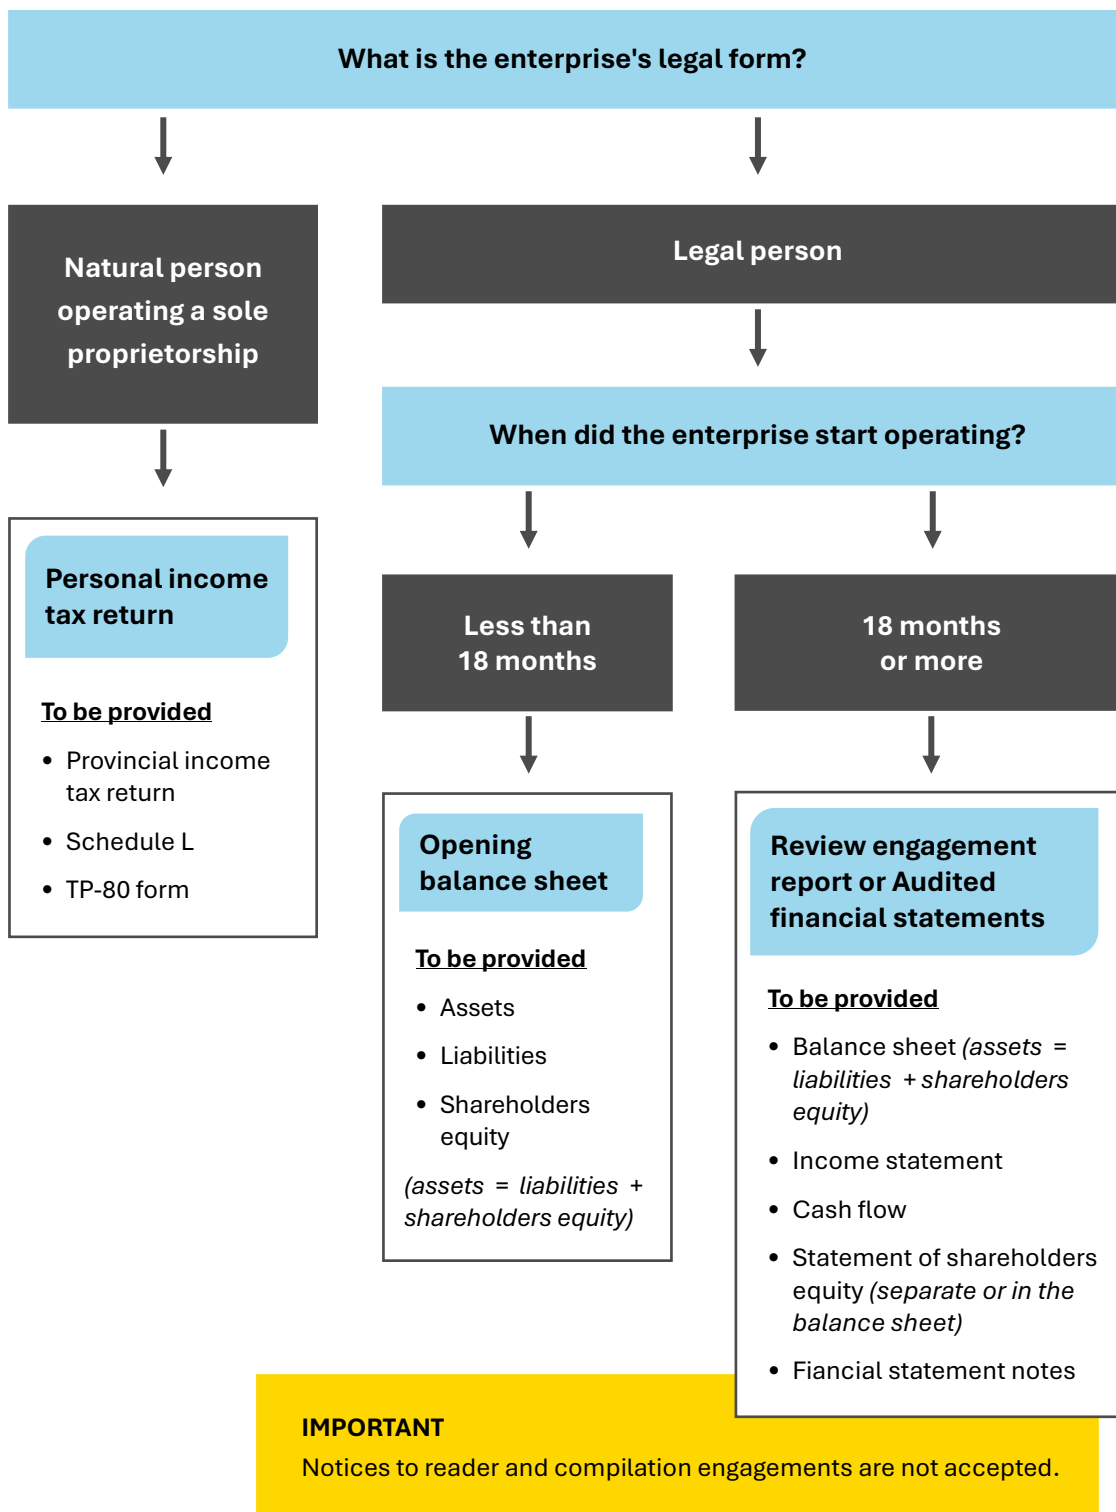 What is the enterprise's legal form?
Natural person
operating a sole
proprietorship
Personal income
tax return
To be provided
• Provincial income
tax return
• Schedule L
• TP-80 form
Legal person
When did the enterprise start operating?
Less than
18 months
Opening
balance sheet
To be provided
• Assets
• Liabilities
• Shareholders
equity
(assets = liabilities +
shareholders equity)
18 months
or more
Review engagement
report or Audited
financial statements
To be provided
• Balance sheet (assets =
liabilities + shareholders
equity)
• Income statement
• Cash flow
• Statement of shareholders
equity (separate or in the
balance sheet)
• Fiancial statement notes
IMPORTANT
Notices to reader and compilation engagements are not accepted.